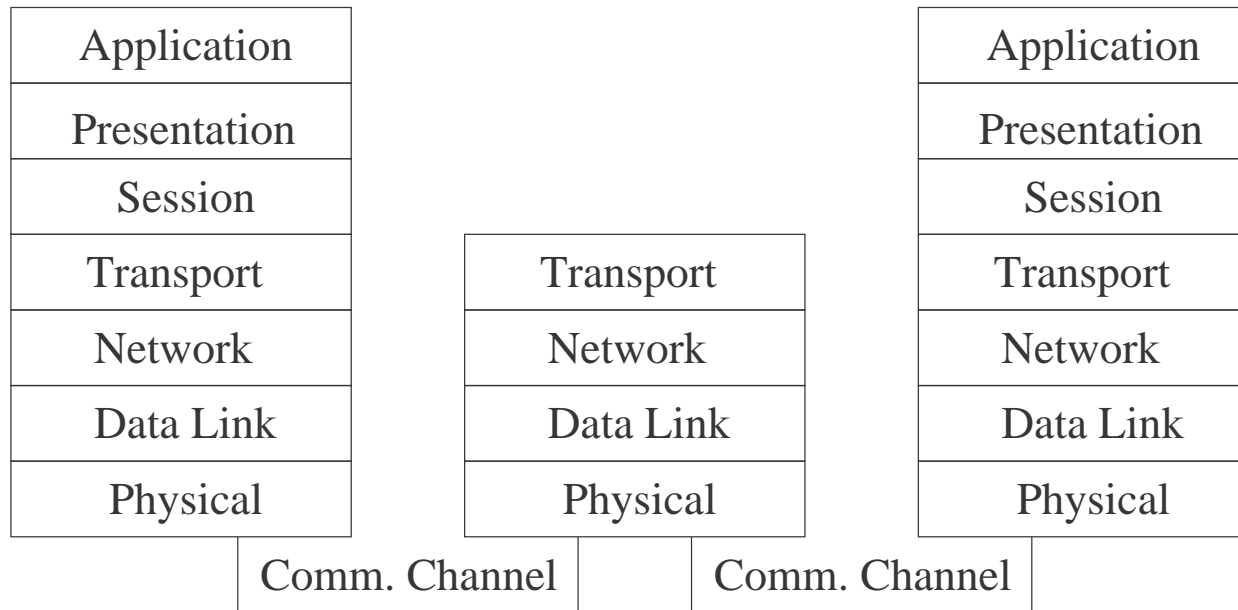 Application
Presentation
Session
Transport
Network
Data Link
Physical
Transport
Network
Data Link
Physical
Application
Presentation
Session
Transport
Network
Data Link
Physical
Comm. Channel
Comm. Channel